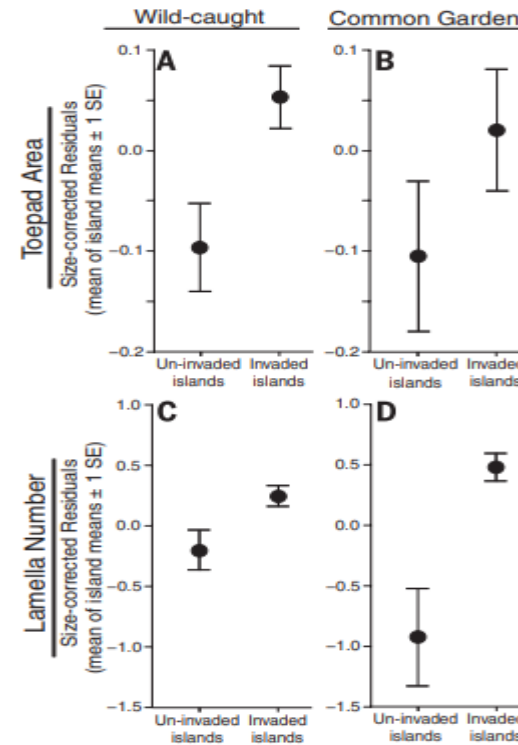 Wild-caught
Common Garden
Toepad Area
Size-corrected Residuals
(mean of island means ± 1 SE)
A
0.1
0.0
−0.1
−0.2
Un-invaded islands
Invaded islands
B
0.1
0.0
−0.1
−0.2
Un-invaded islands
Invaded islands
Lamella Number
Size-corrected Residuals
(mean of island means ± 1 SE)
C
1.0
0.5
0.0
−0.5
−1.0
−1.5
Un-invaded islands
Invaded islands
D
1.0
0.5
0.0
−0.5
−1.0
−1.5
Un-invaded islands
Invaded islands